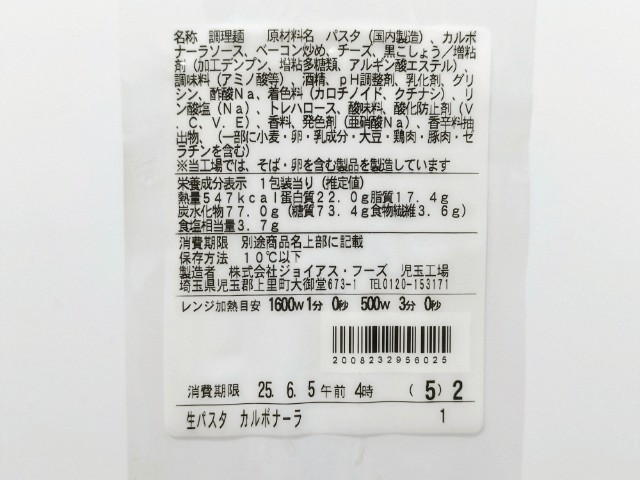 名称 調理麺 原材料名 パスタ（国内製造）、カルボ
ナーラソース、ベーコン炒め、チーズ、黒こしょう／増粘
剤（加工デンプン、増粘多糖類、アルギン酸エステル）、
調味料（アミノ酸等）、酒精、ｐＨ調整剤、乳化剤、グリ
シン、酢酸Ｎａ、着色料（カロチノイド、クチナシ）、リ
ン酸塩（Ｎａ）、トレハロース、酸味料、酸化防止剤（Ｖ
．Ｃ、Ｖ．Ｅ）、香料、発色剤（亜硝酸Ｎａ）、香辛料抽
出物、（一部に小麦・卵・乳成分・大豆・鶏肉・豚肉・ゼ
ラチンを含む）
※当工場では、そば・卵を含む製品を製造しています
栄養成分表示 １包装当り（推定値）
熱量５４７ｋｃａｌ蛋白質２２．０ｇ脂質１７．４ｇ
炭水化物７７．０ｇ（糖質７３．４ｇ食物繊維３．６ｇ）
食塩相当量３．７ｇ
消費期限 別途商品名上部に記載
保存方法 １０℃以下
製造者 株式会社ジョイアス・フーズ 児玉工場
埼玉県児玉郡上里町大御堂673-1 TEL0120-153171
レンジ加熱目安 1600W 1分 0秒 500W 3分 0秒
2008232956025
消費期限 25. 6. 5 午前 4時 （ 5）2
生パスタ カルボナーラ 1